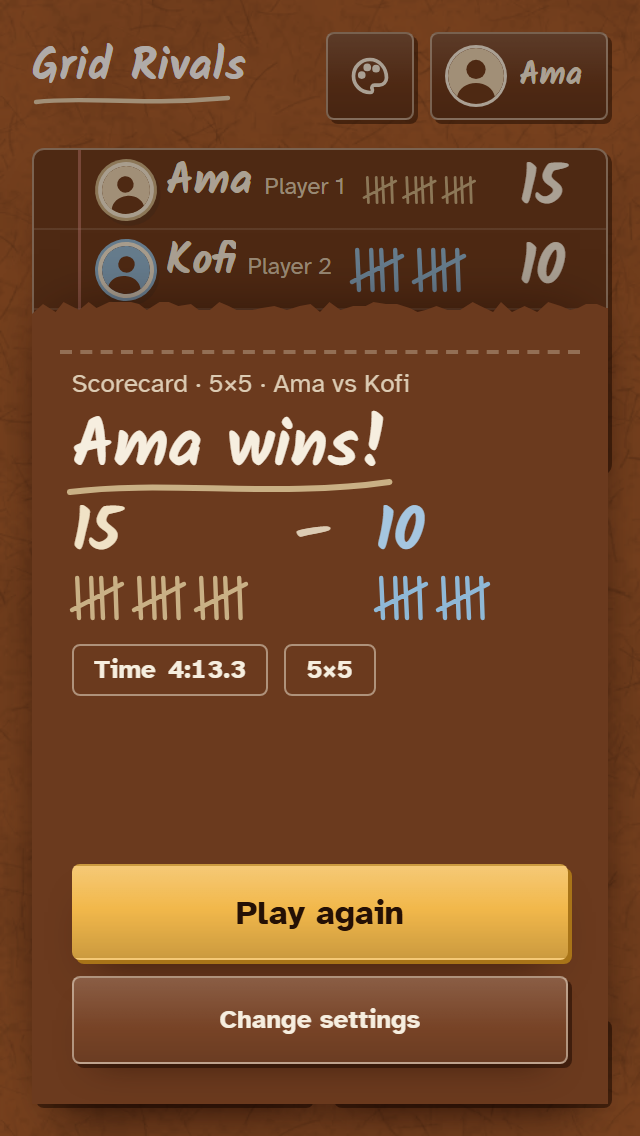 Grid Rivals
Ama
Ama Player 1 15
Kofi Player 2 10
Scorecard · 5×5 · Ama vs Kofi
Ama wins!
15 – 10
Time 4:13.3 5×5
Play again
Change settings